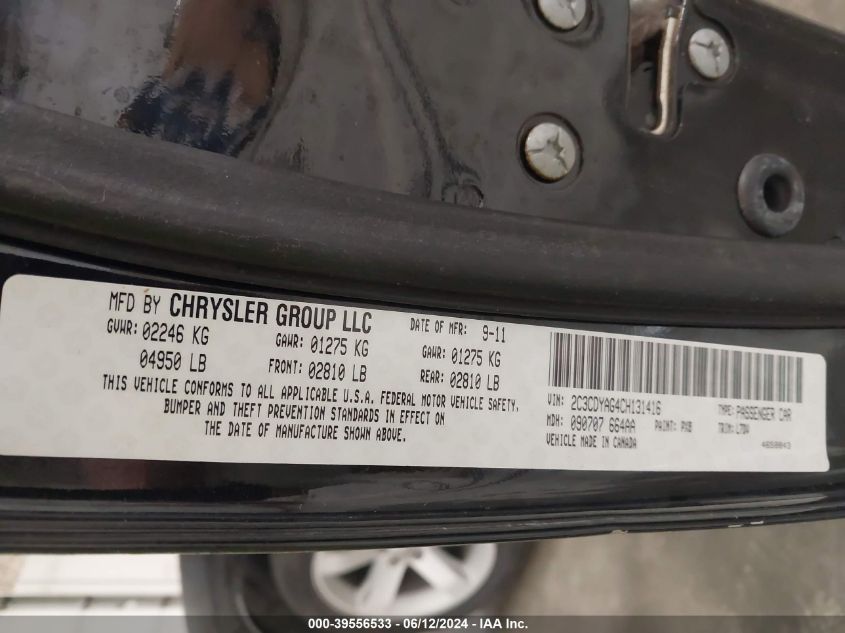 MFD BY CHRYSLER GROUP LLC
DATE OF MFR: 9-11
GVWR: 02246 KG
GAWR: 01275 KG
GAWR: 01275 KG
04950 LB
FRONT: 02810 LB
REAR: 02810 LB
THIS VEHICLE CONFORMS TO ALL APPLICABLE U.S.A. FEDERAL MOTOR VEHICLE SAFETY,
BUMPER AND THEFT PREVENTION STANDARDS IN EFFECT ON
THE DATE OF MANUFACTURE SHOWN ABOVE.
VIN: 2C3CDYAG4CH131416
TYPE: PASSENGER CAR
MDH: 090707 664AA
PAINT: PXB
TRIM: L7D4
VEHICLE MADE IN CANADA
4658043
000-39556533 - 06/12/2024 - IAA Inc.